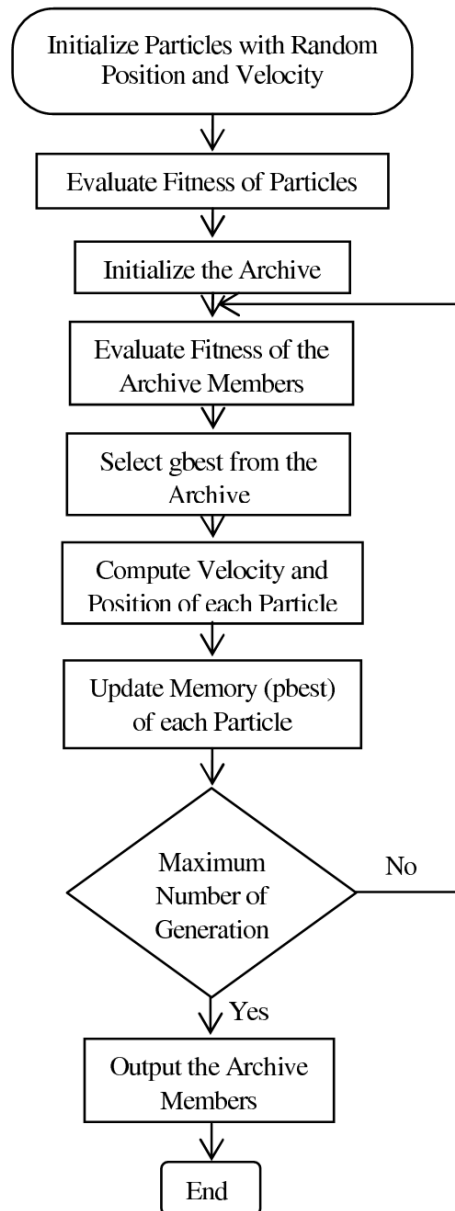 Initialize Particles with Random
Position and Velocity
Evaluate Fitness of Particles
Initialize the Archive
Evaluate Fitness of the
Archive Members
Select gbest from the
Archive
Compute Velocity and
Position of each Particle
Update Memory (pbest)
of each Particle
Maximum
Number of
Generation
No
Yes
Output the Archive
Members
End